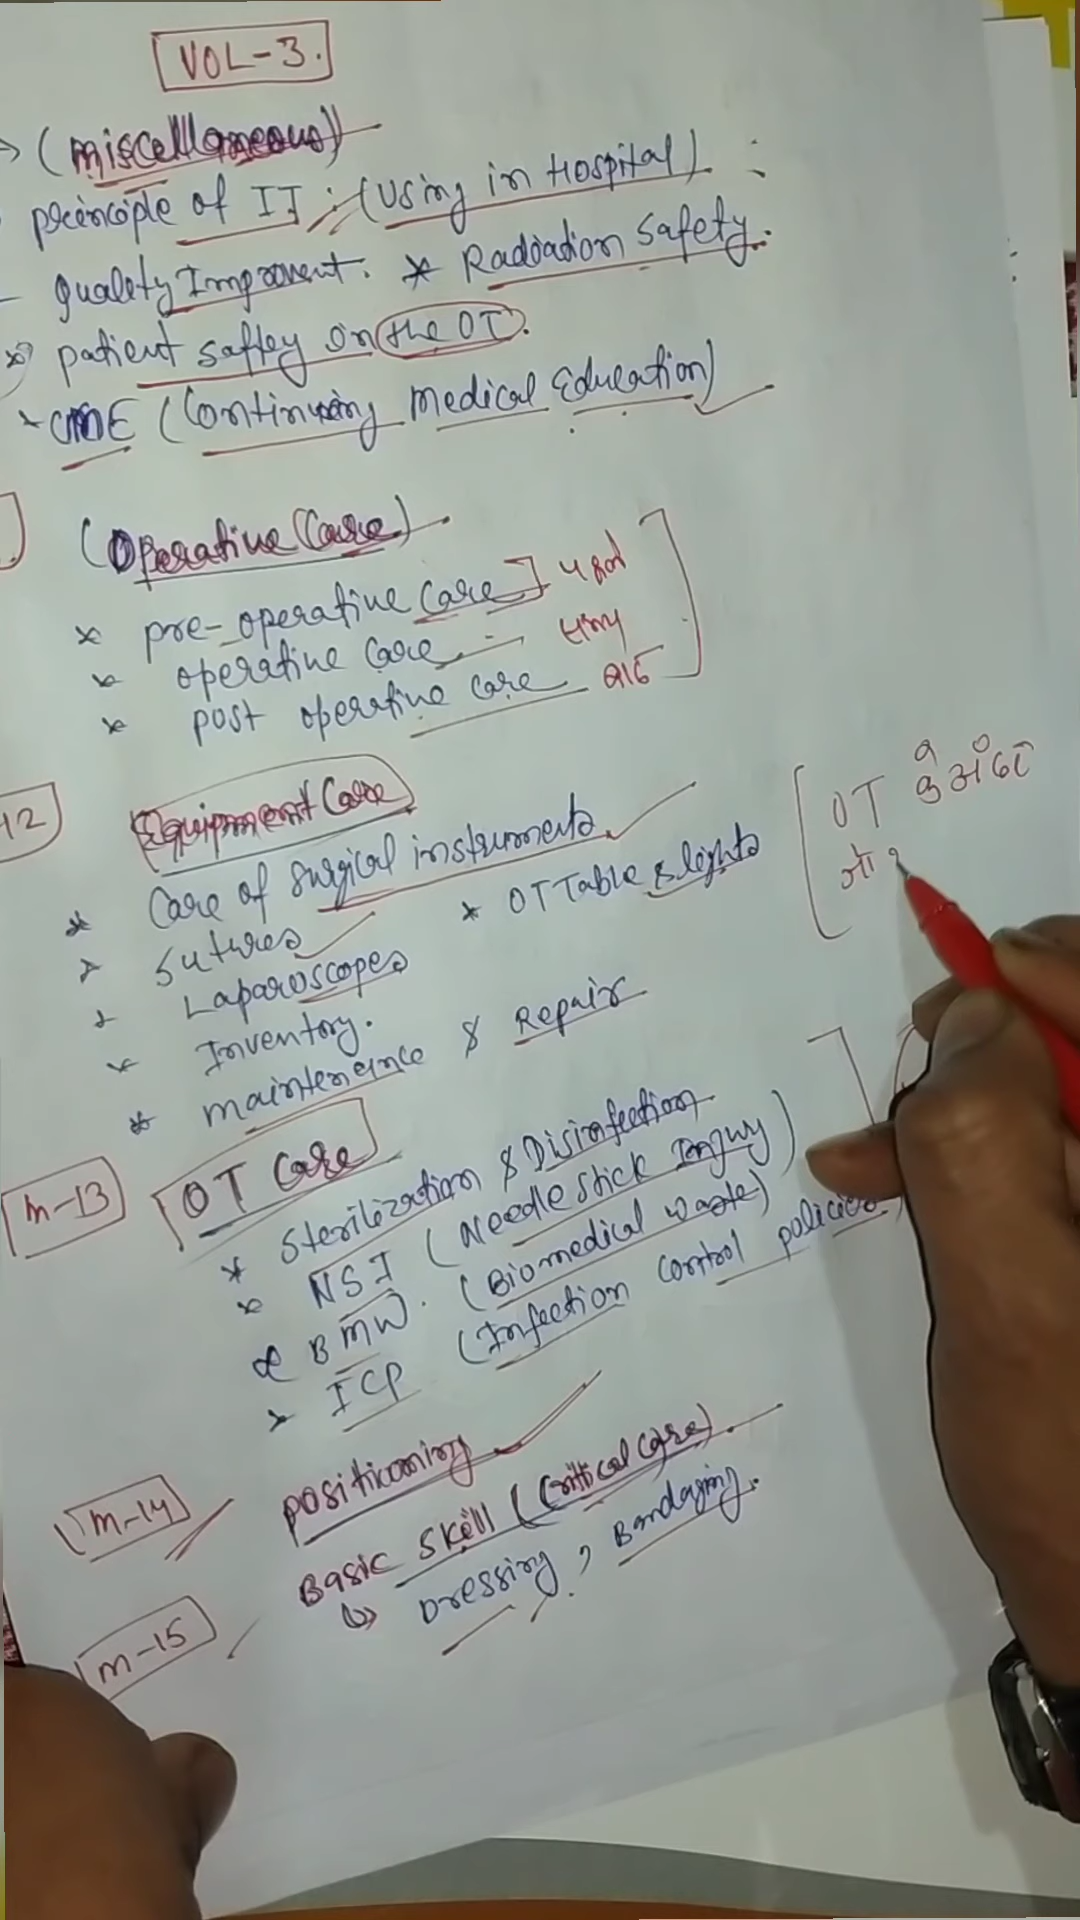 VOL-3.
(miscellaneous)
principle of IT : (Using in Hospital)
Quality Improvent. * Radiation Safety.
patient saftey in the OT.
CME (Continuing medical Education)
(Operative Care)
* pre-operative care
* operative care
* post operative care बाद
12 Equipment Care
* Care of surgical instruments
* Sutures * OT Table & lights
* Laparoscopes
* Inventory.
* maintenance & Repair
OT के अंदर
जो
M-13 OT Care
* Sterilization & Disinfection
* NSI (Needle stick Injury)
* BMW. (Biomedical waste)
* ICP (Infection control policies
M-14 positioning
M-15 Basic Skill (Critical care).
Dressing, Bandaging.